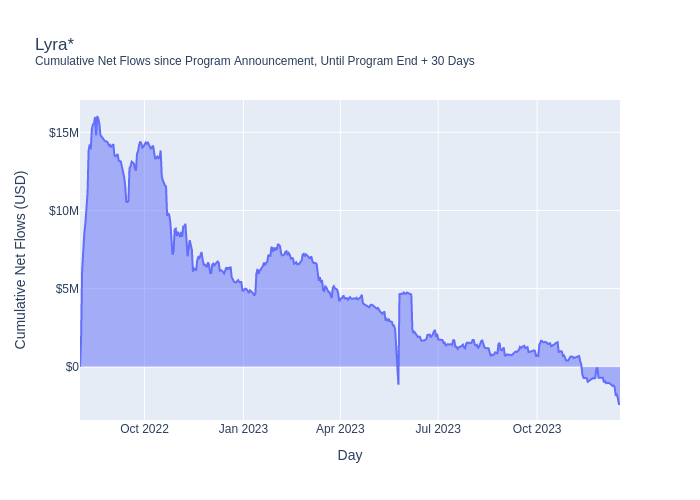 Lyra*
Cumulative Net Flows since Program Announcement, Until Program End + 30 Days
Cumulative Net Flows (USD)
$15M
$10M
$5M
$0
Oct 2022
Jan 2023
Apr 2023
Jul 2023
Oct 2023
Day